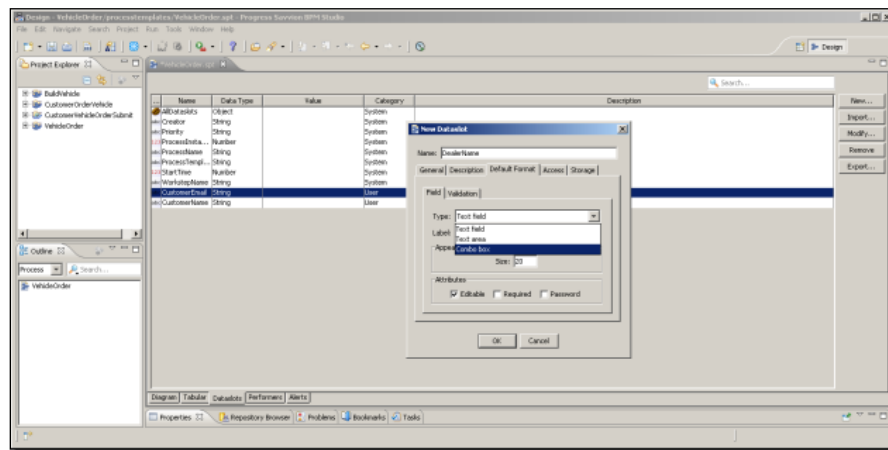 Design - VehicleOrder/processtemplates/VehicleOrder.spt - Progress Savvion BPM Studio
File Edit Navigate Search Project Run Tools Window Help
Design
Project Explorer
*VehicleOrder.spt
BuildVehicle
CustomerOrderVehicle
CustomerVehicleOrderSubmit
VehicleOrder
Search...
... Name Data Type Value Category Description
AllDataslots Object System
Creator String System
Priority String System
ProcessInsta... Number System
ProcessName String System
ProcessTempl... String System
StartTime Number System
WorkstepName String System
CustomerEmail String User
CustomerName String User
New...
Import...
Modify...
Remove
Export...
New Dataslot
Name: DealerName
General Description Default Format Access Storage
Field Validation
Type: Text field
Text field
Label:
Text area
Appea
Combo box
Size: 20
Attributes
Editable Required Password
OK Cancel
Outline
Process Search...
VehicleOrder
Diagram Tabular Dataslots Performers Alerts
Properties Repository Browser Problems Bookmarks Tasks